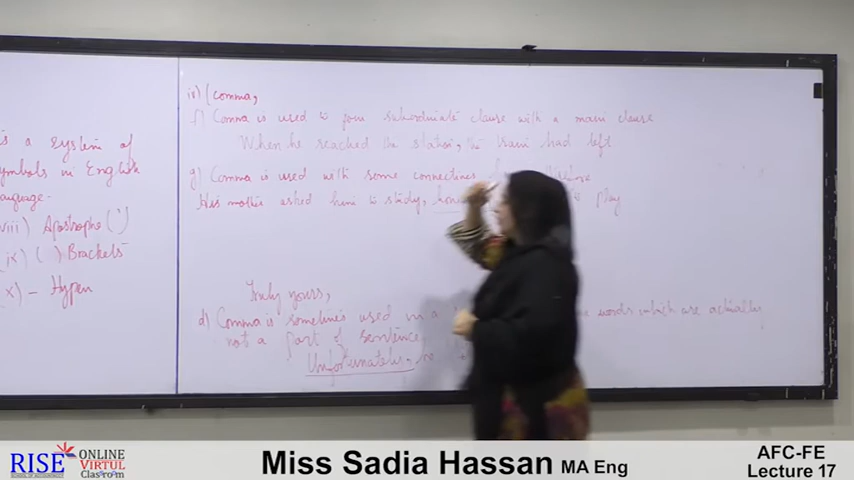 is a system of
symbols in English
language.
viii) Apostrophe (')
ix) ( ) Brackets
x) - Hypen
iv) (comma,
f) Comma is used to join subordinate clause with a main clause
When he reached the station, the train had left
g) Comma is used with some connectives
His mother asked him to study, play
Truly yours,
d) Comma is sometimes used in a words which are actually
not a part of sentence
Unfortunately,
RISE ONLINE
VIRTUL
Classroom
Miss Sadia Hassan MA Eng
AFC-FE
Lecture 17